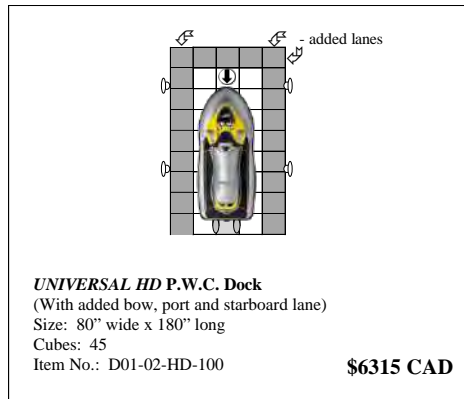 - added lanes
UNIVERSAL HD P.W.C. Dock
(With added bow, port and starboard lane)
Size: 80” wide x 180” long
Cubes: 45
Item No.: D01-02-HD-100
$6315 CAD